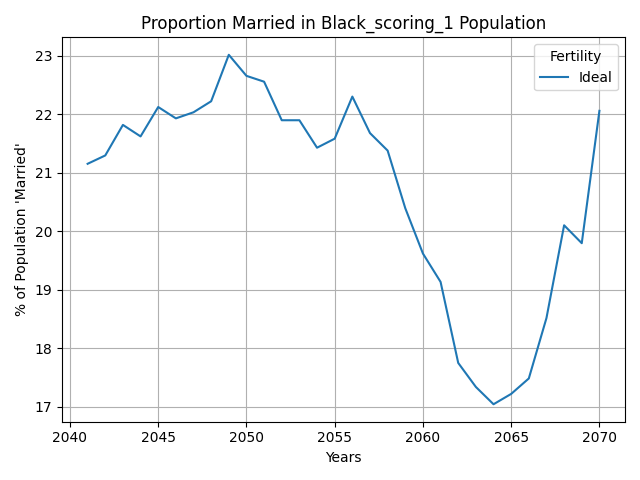 Proportion Married in Black_scoring_1 Population
Fertility
Ideal
% of Population 'Married'
23
22
21
20
19
18
17
2040 2045 2050 2055 2060 2065 2070
Years